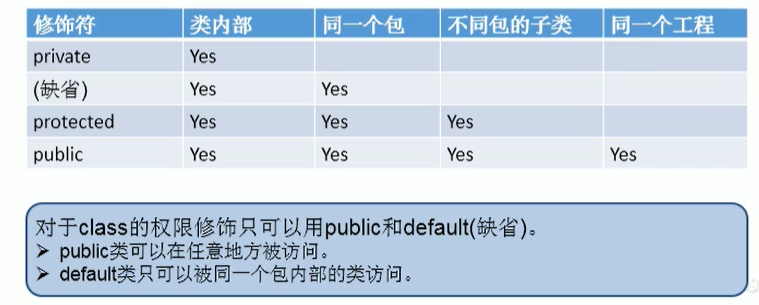 修饰符 类内部 同一个包 不同包的子类 同一个工程
private Yes
(缺省) Yes Yes
protected Yes Yes Yes
public Yes Yes Yes Yes
对于class的权限修饰只可以用public和default(缺省)。
➢ public类可以在任意地方被访问。
➢ default类只可以被同一个包内部的类访问。